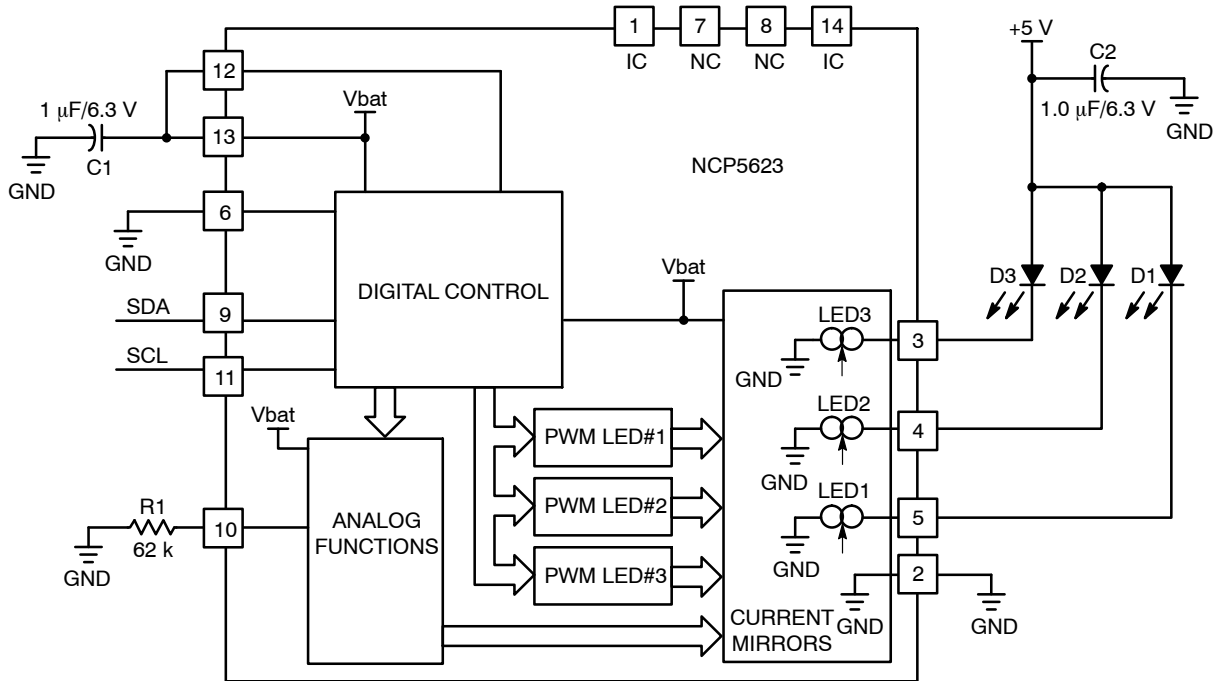 1
7
8
14
IC
NC
NC
IC
+5 V
C2
1.0 µF/6.3 V
GND
12
Vbat
1 µF/6.3 V
13
C1
GND
NCP5623
6
GND
DIGITAL CONTROL
Vbat
SDA
9
SCL
11
D3
D2
D1
LED3
3
GND
LED2
4
GND
LED1
5
GND
2
GND
GND
CURRENT
MIRRORS
Vbat
PWM LED#1
PWM LED#2
PWM LED#3
R1
10
62 k
GND
ANALOG
FUNCTIONS